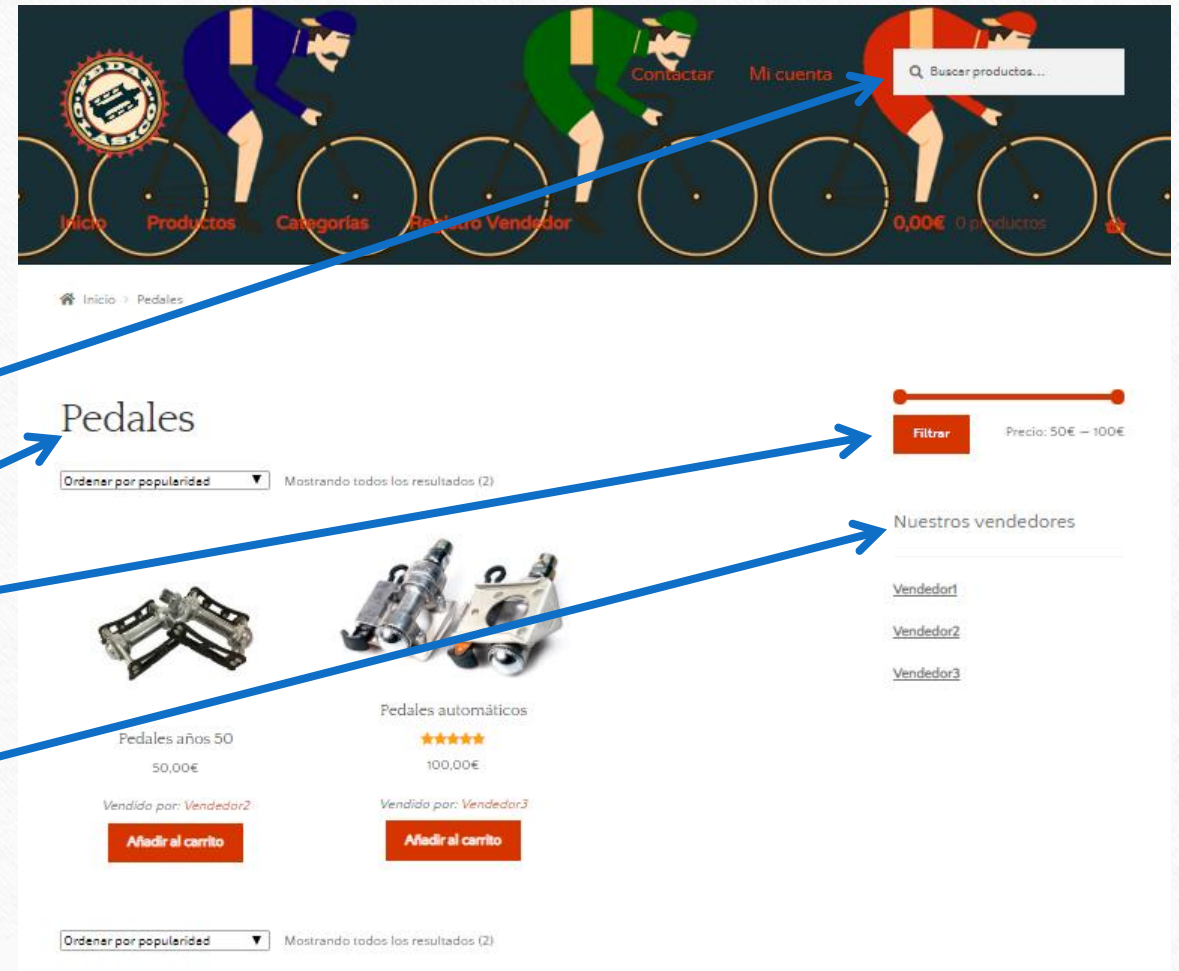 PEDAL
CLÁSICO
Contactar Mi cuenta Buscar productos...
Inicio Productos Categorías Registro Vendedor 0,00€ 0 productos
Inicio > Pedales
Pedales
Filtrar Precio: 50€ — 100€
Ordenar por popularidad ▼ Mostrando todos los resultados (2)
Nuestros vendedores
Vendedor1
Vendedor2
Vendedor3
Pedales años 50
50,00€
Vendido por: Vendedor2
Añadir al carrito
Pedales automáticos
100,00€
Vendido por: Vendedor3
Añadir al carrito
Ordenar por popularidad ▼ Mostrando todos los resultados (2)